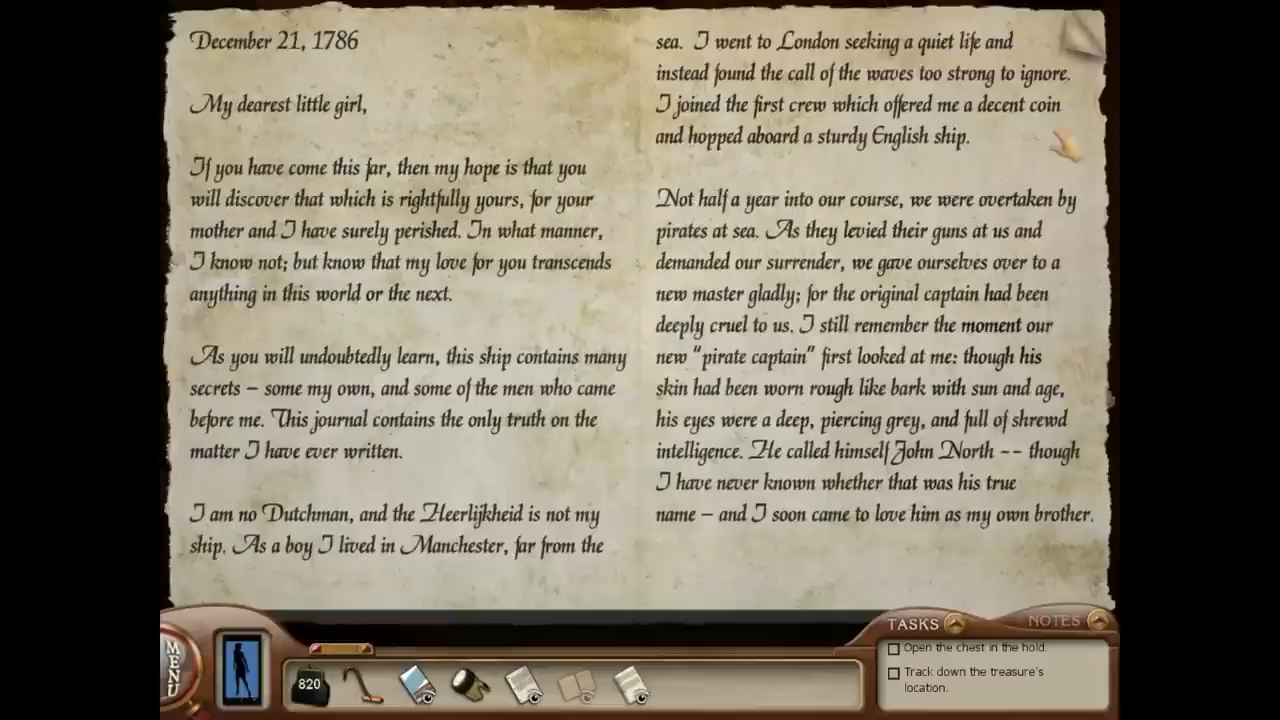 December 21, 1786
My dearest little girl,
If you have come this far, then my hope is that you
will discover that which is rightfully yours, for your
mother and I have surely perished. In what manner,
I know not; but know that my love for you transcends
anything in this world or the next.
As you will undoubtedly learn, this ship contains many
secrets – some my own, and some of the men who came
before me. This journal contains the only truth on the
matter I have ever written.
I am no Dutchman, and the Heerlijkheid is not my
ship. As a boy I lived in Manchester, far from the
sea. I went to London seeking a quiet life and
instead found the call of the waves too strong to ignore.
I joined the first crew which offered me a decent coin
and hopped aboard a sturdy English ship.
Not half a year into our course, we were overtaken by
pirates at sea. As they levied their guns at us and
demanded our surrender, we gave ourselves over to a
new master gladly; for the original captain had been
deeply cruel to us. I still remember the moment our
new "pirate captain" first looked at me: though his
skin had been worn rough like bark with sun and age,
his eyes were a deep, piercing grey, and full of shrewd
intelligence. He called himself John North -- though
I have never known whether that was his true
name – and I soon came to love him as my own brother.
MENU
820
TASKS
NOTES
Open the chest in the hold.
Track down the treasure's
location.